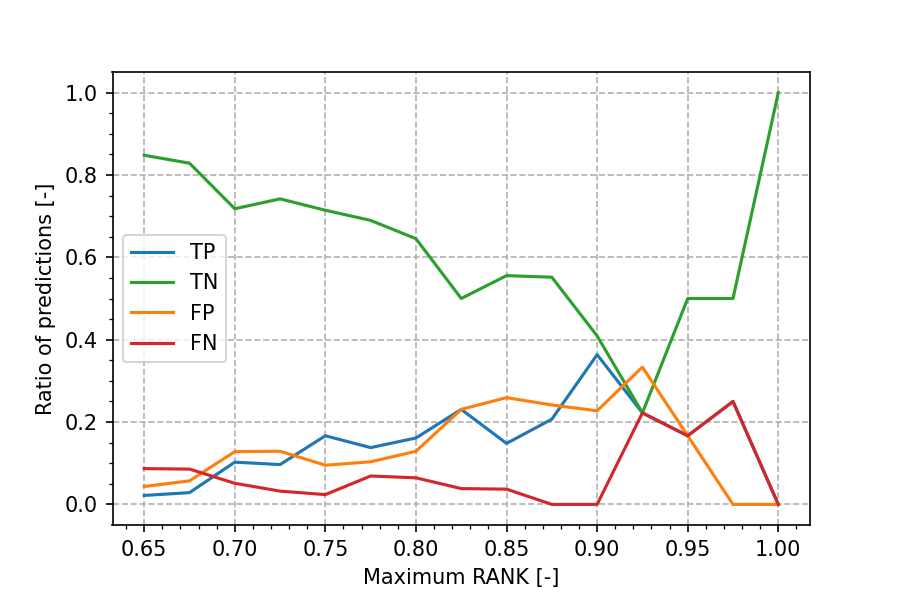 Ratio of predictions [-]
1.0
0.8
0.6
0.4
0.2
0.0
TP
TN
FP
FN
0.65 0.70 0.75 0.80 0.85 0.90 0.95 1.00
Maximum RANK [-]